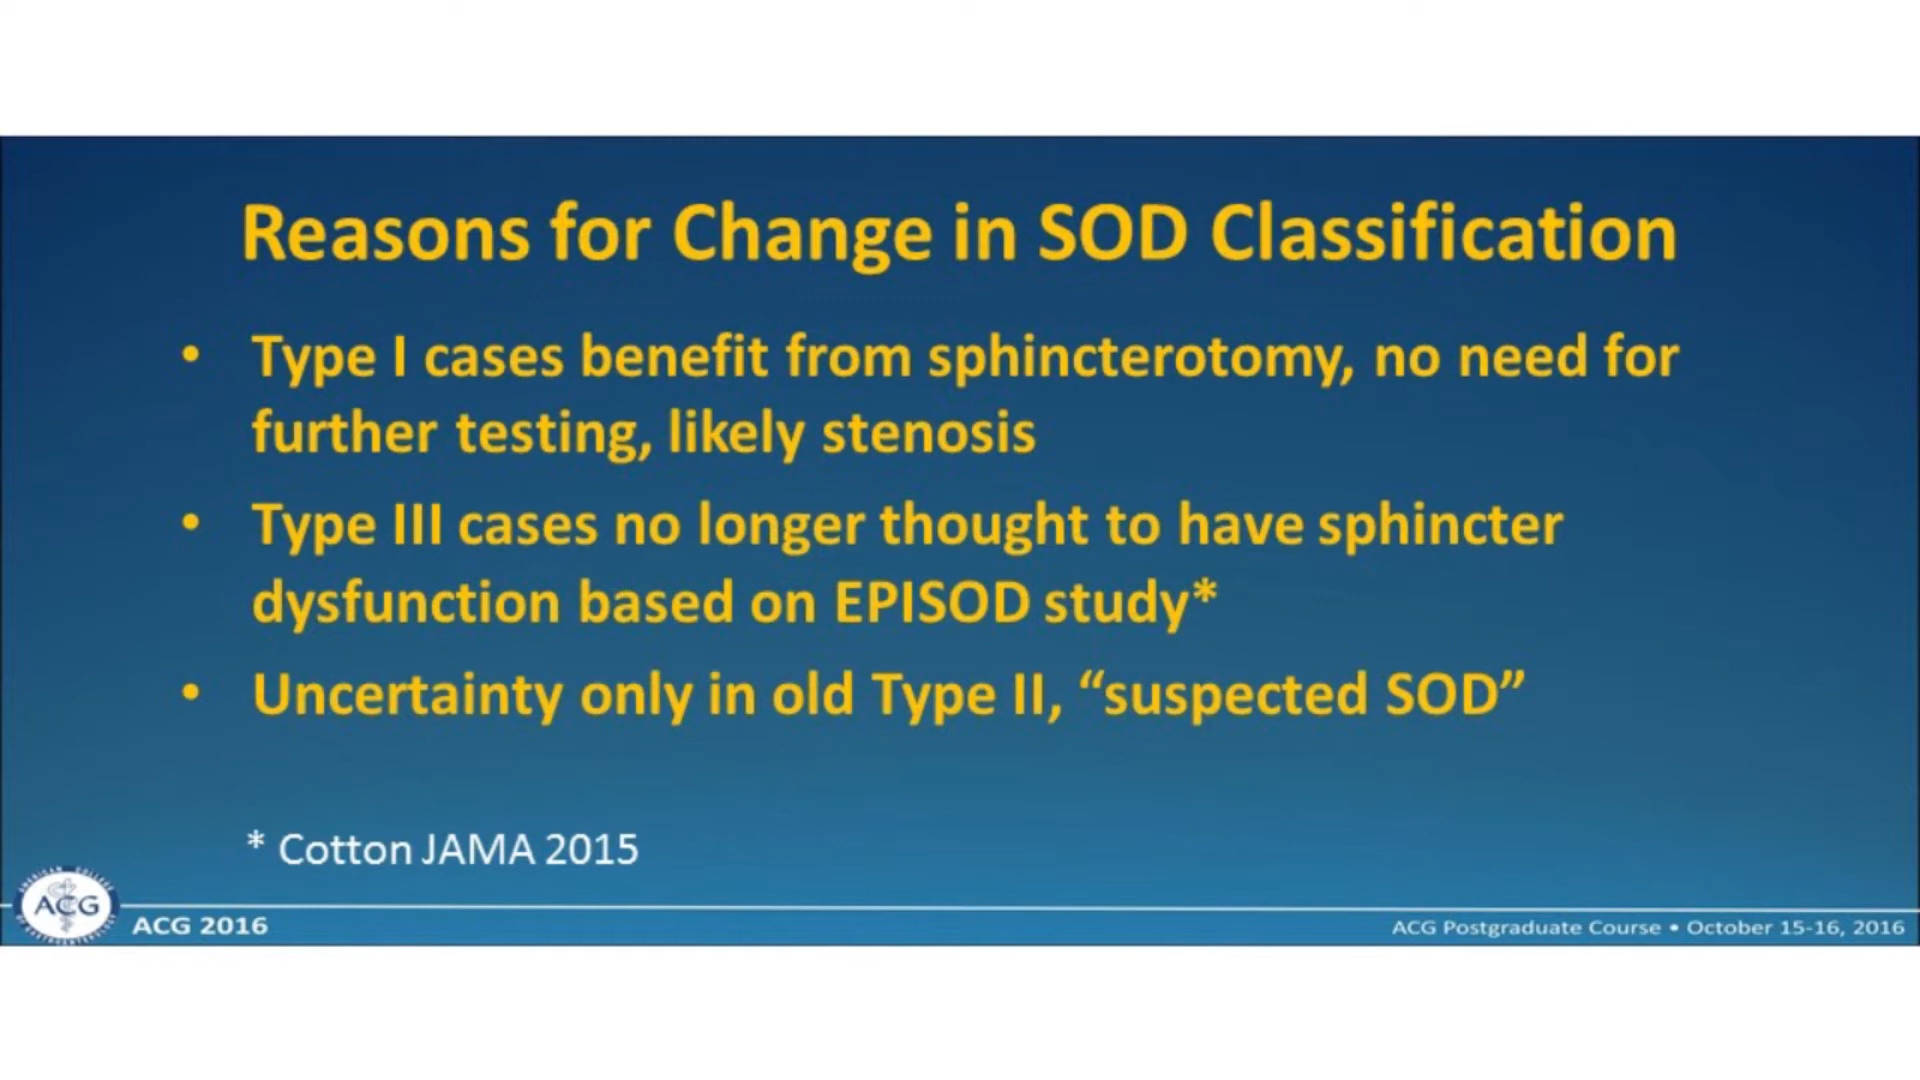 Reasons for Change in SOD Classification
• Type I cases benefit from sphincterotomy, no need for
further testing, likely stenosis
• Type III cases no longer thought to have sphincter
dysfunction based on EPISOD study*
• Uncertainty only in old Type II, “suspected SOD”
* Cotton JAMA 2015
ACG
ACG 2016
ACG Postgraduate Course • October 15-16, 2016